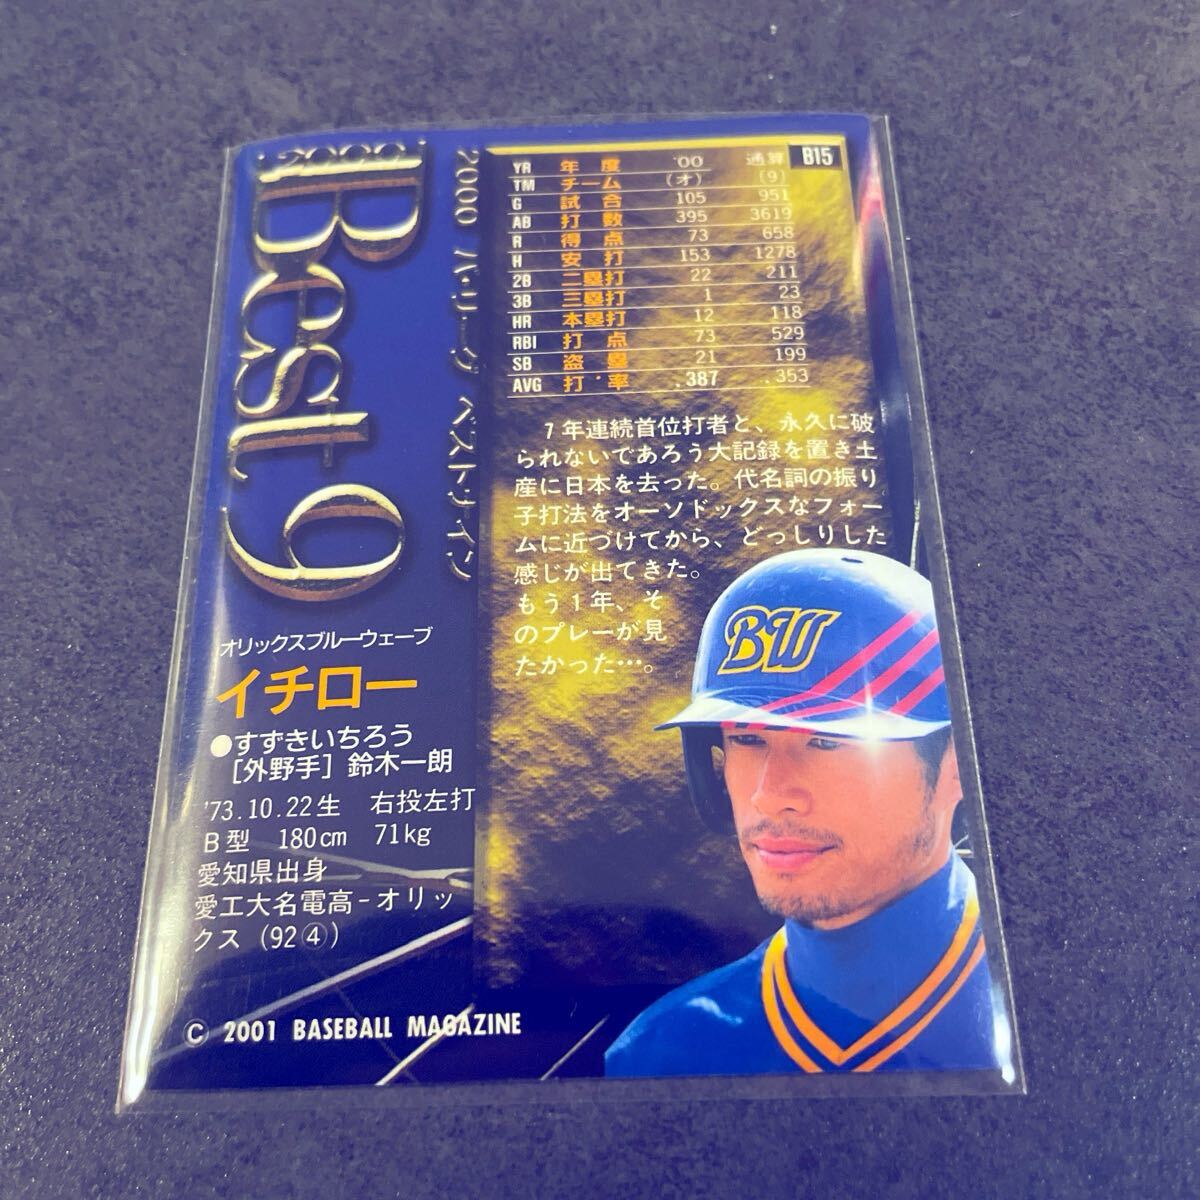 Best 9
2000 パ・リーグ ベストナイン
B15
YR 年度 '00 通算
TM チーム (オ) (9)
G 試合 105 951
AB 打数 395 3619
R 得点 73 658
H 安打 153 1278
2B 二塁打 22 211
3B 三塁打 1 23
HR 本塁打 12 118
RBI 打点 73 529
SB 盗塁 21 199
AVG 打率 .387 .353
7年連続首位打者と、永久に破
られないであろう大記録を置き土
産に日本を去った。代名詞の振り
子打法をオーソドックスなフォー
ムに近づけてから、どっしりした
感じが出てきた。
もう1年、そ
のプレーが見
たかった…。
BW
オリックスブルーウェーブ
イチロー
●すずきいちろう
[外野手] 鈴木一朗
'73.10.22生 右投左打
B型 180cm 71kg
愛知県出身
愛工大名電高-オリッ
クス (92④)
© 2001 BASEBALL MAGAZINE